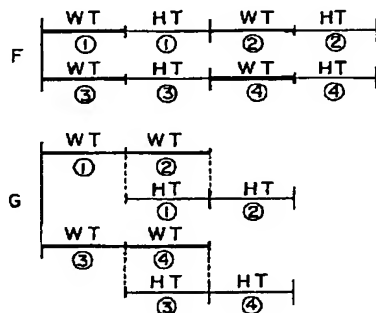 WT HT WT HT
① ① ② ②
F
WT HT WT HT
③ ③ ④ ④
WT WT
① ②
HT HT
① ②
G
WT WT
③ ④
HT HT
③ ④